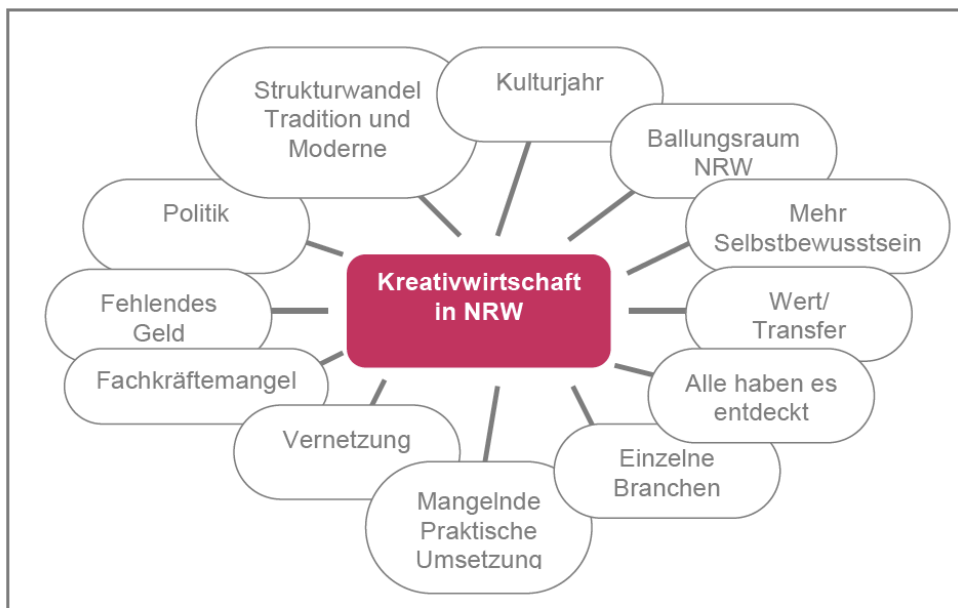 Strukturwandel
Tradition und
Moderne
Kulturjahr
Ballungsraum
NRW
Mehr
Selbstbewusstsein
Wert/
Transfer
Alle haben es
entdeckt
Einzelne
Branchen
Mangelnde
Praktische
Umsetzung
Vernetzung
Fachkräftemangel
Fehlendes
Geld
Politik
Kreativwirtschaft
in NRW